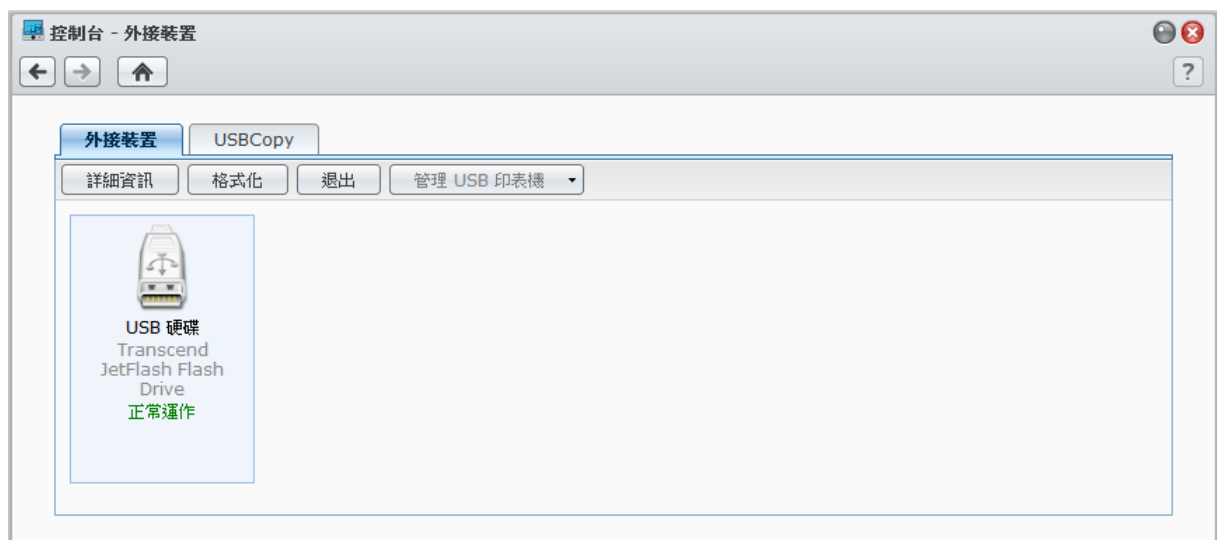 控制台 - 外接裝置
?
外接裝置 USBCopy
詳細資訊 格式化 退出 管理 USB 印表機
USB 硬碟
Transcend
JetFlash Flash
Drive
正常運作